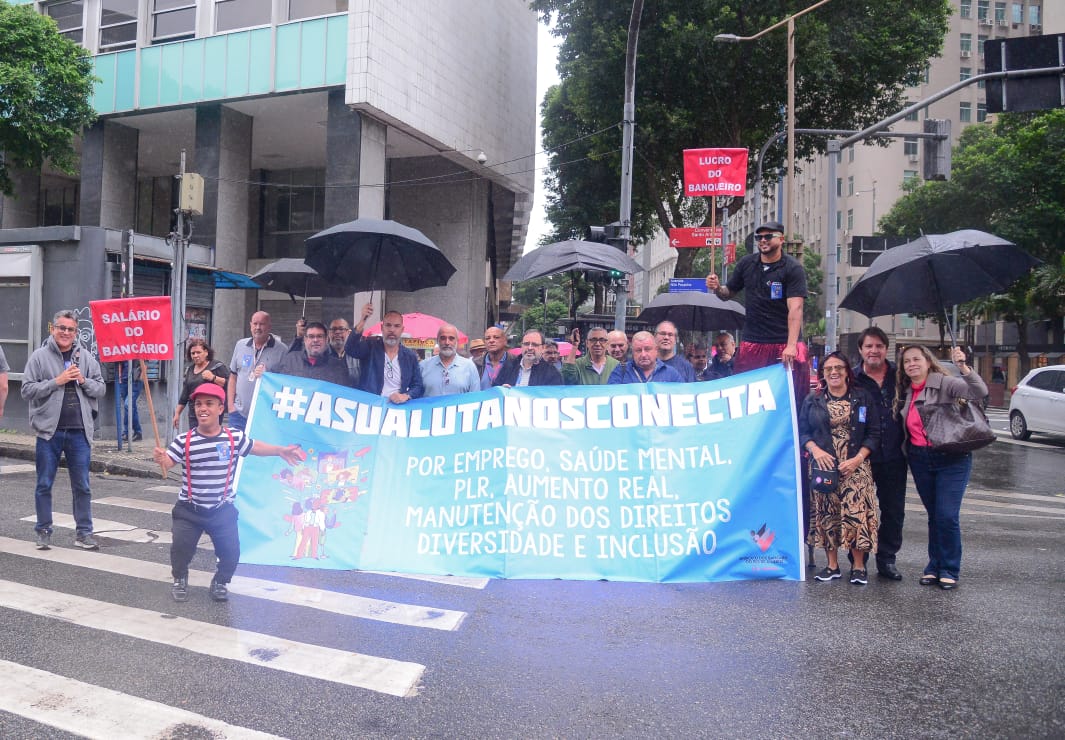 LUCRO DO
BANQUEIRO
SALÁRIO DO
BANCÁRIO
#ASUALUTANOSCONECTA
POR EMPREGO, SAÚDE MENTAL,
PLR, AUMENTO REAL,
MANUTENÇÃO DOS DIREITOS
DIVERSIDADE E INCLUSÃO